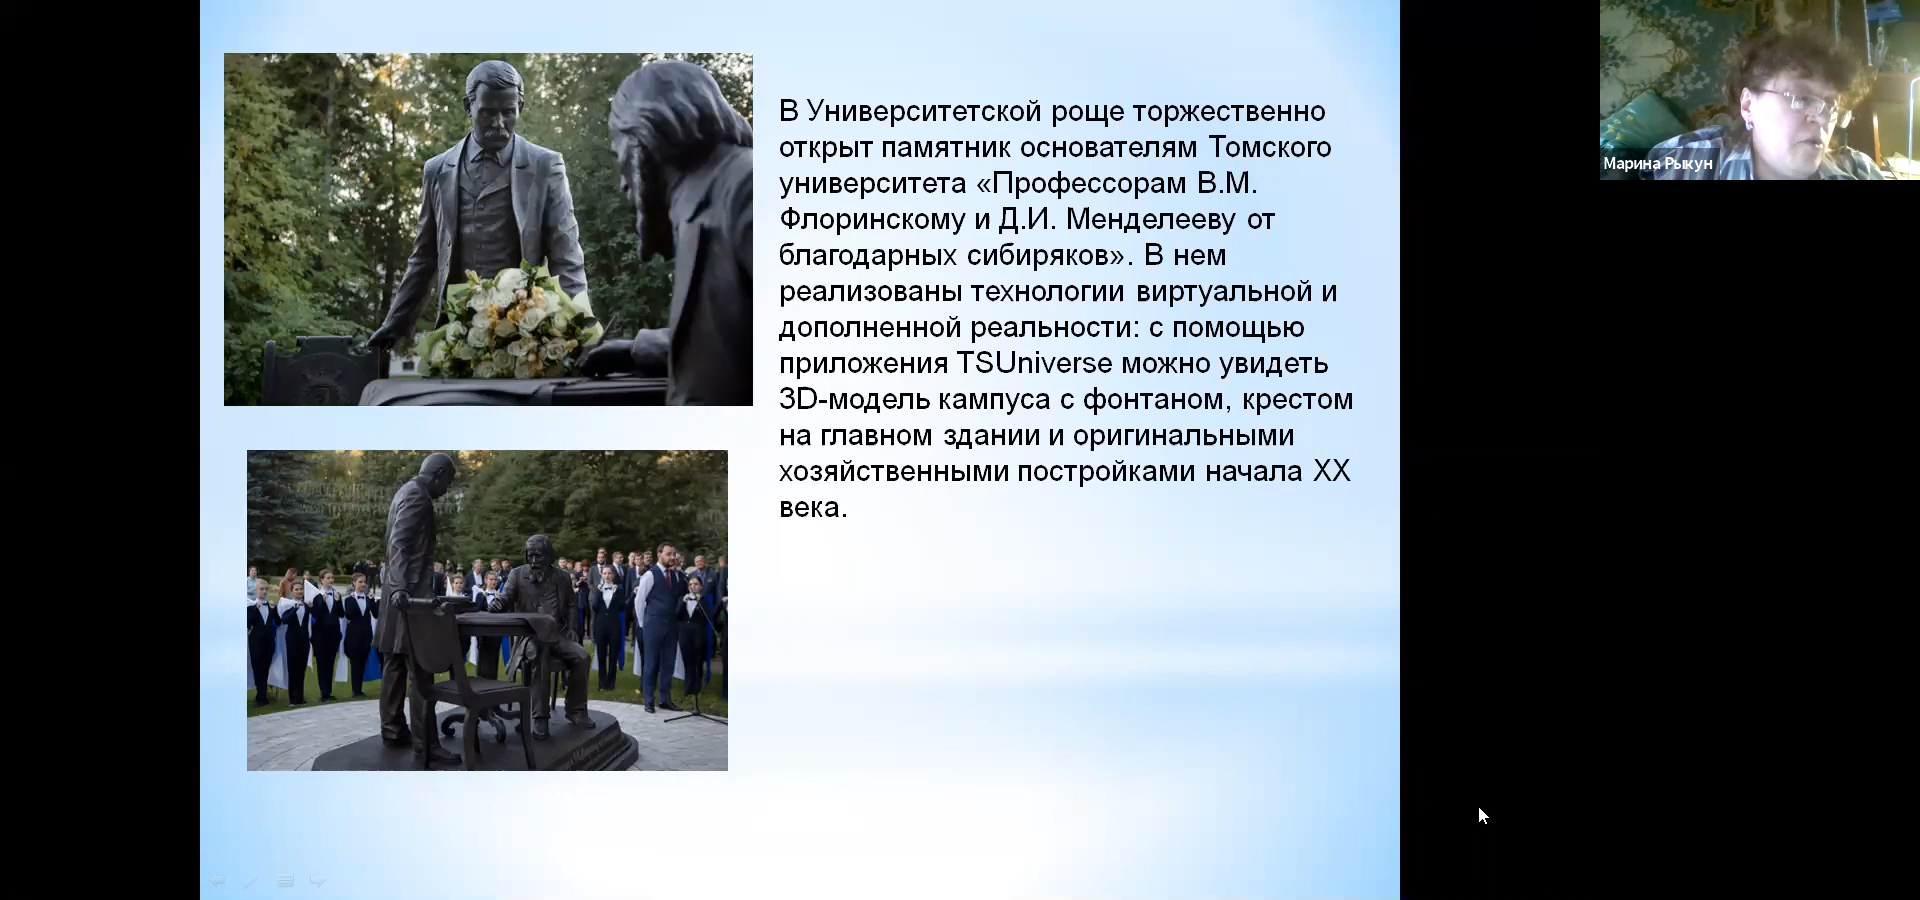 В Университетской роще торжественно
открыт памятник основателям Томского
университета «Профессорам В.М.
Флоринскому и Д.И. Менделееву от
благодарных сибиряков». В нем
реализованы технологии виртуальной и
дополненной реальности: с помощью
приложения TSUniverse можно увидеть
3D-модель кампуса с фонтаном, крестом
на главном здании и оригинальными
хозяйственными постройками начала XX
века.
Марина Рыкун